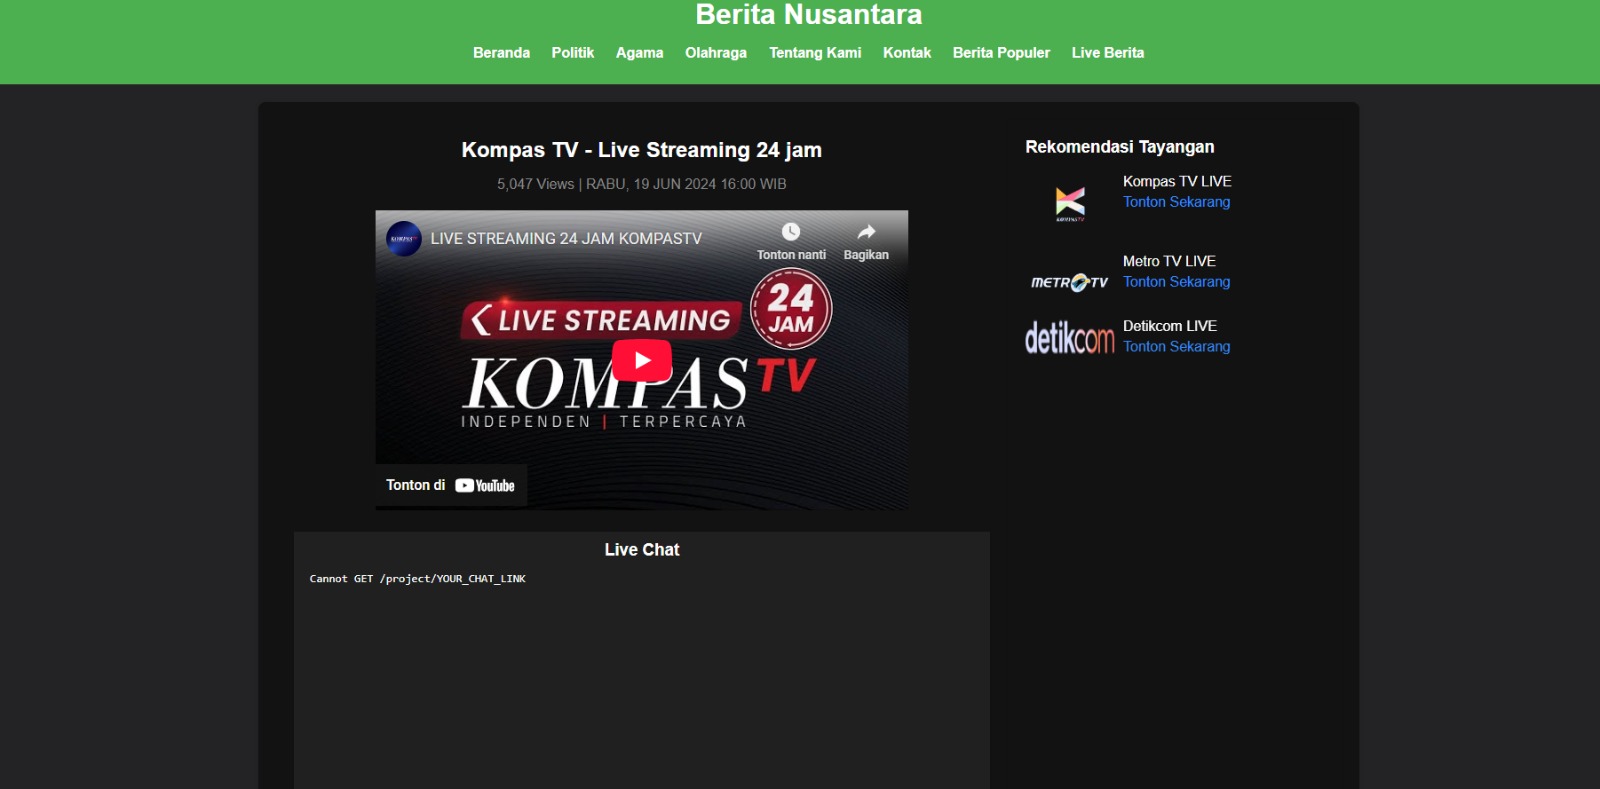 Berita Nusantara
Beranda Politik Agama Olahraga Tentang Kami Kontak Berita Populer Live Berita
Kompas TV - Live Streaming 24 jam
5,047 Views | RABU, 19 JUN 2024 16:00 WIB
KOMPASTV
LIVE STREAMING 24 JAM KOMPASTV
Tonton nanti
Bagikan
LIVE STREAMING
24
JAM
KOMPAS TV
INDEPENDEN | TERPERCAYA
Tonton di YouTube
Live Chat
Cannot GET /project/YOUR_CHAT_LINK
Rekomendasi Tayangan
KOMPASTV
Kompas TV LIVE
Tonton Sekarang
METROTV
Metro TV LIVE
Tonton Sekarang
detikcom
Detikcom LIVE
Tonton Sekarang